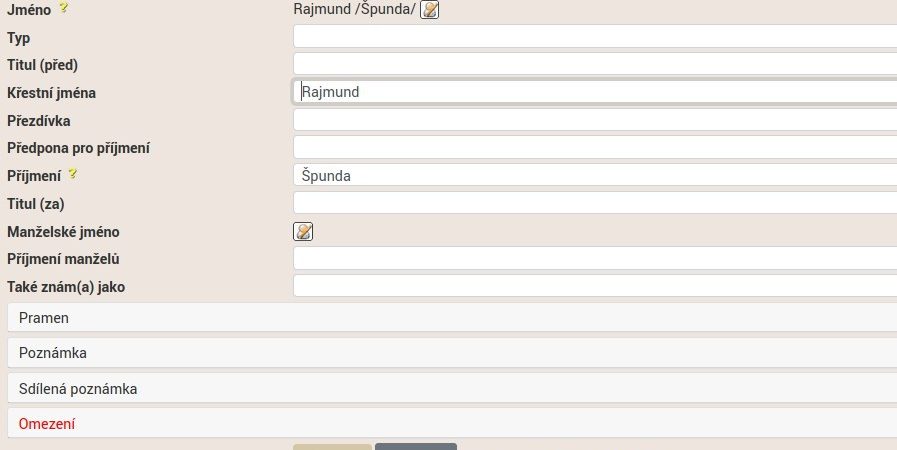 Jméno ? Rajmund /Špunda/
Typ
Titul (před)
Křestní jména Rajmund
Přezdívka
Předpona pro příjmení
Příjmení ? Špunda
Titul (za)
Manželské jméno
Příjmení manželů
Také znám(a) jako
Pramen
Poznámka
Sdílená poznámka
Omezení